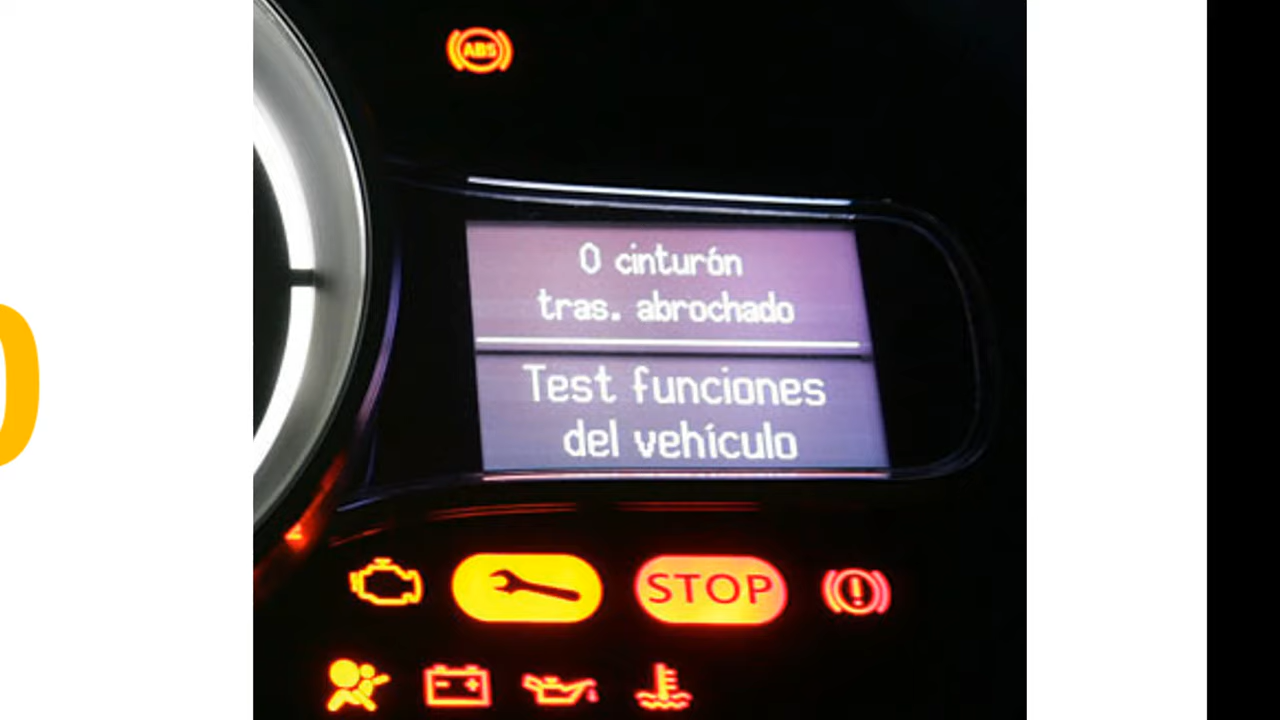 ABS
0 cinturón
tras. abrochado
Test funciones
del vehículo
STOP